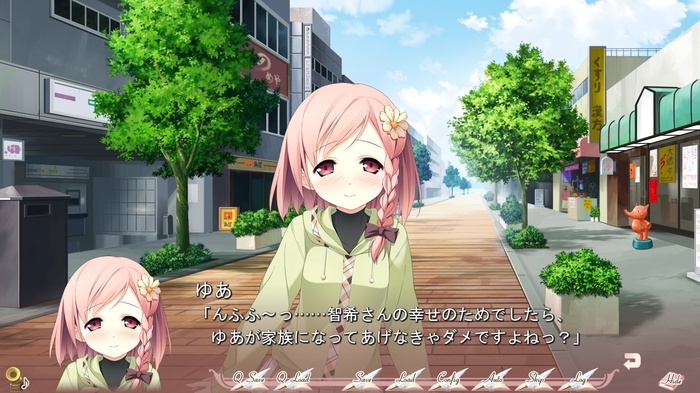 くすり 漢方
ゆあ
「んふふ～っ……智希さんの幸せのためでしたら、
ゆあが家族になってあげなきゃダメですよねっ？」
Q.Save Q.Load Save Load Config Auto Skip Log Hide